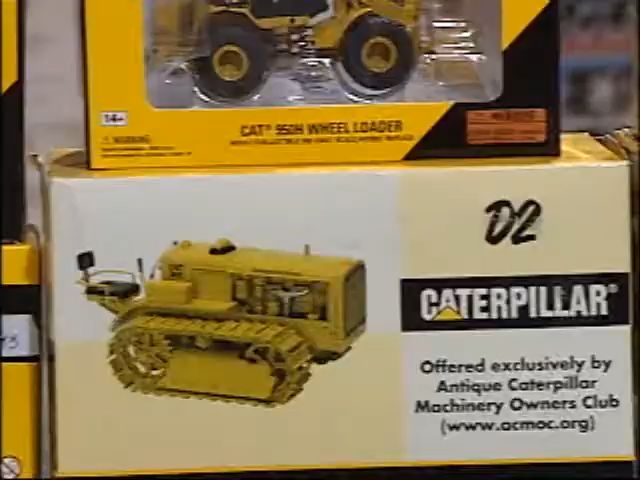 14+
CAT® 950H WHEEL LOADER
WARNING
D2
CATERPILLAR®
Offered exclusively by
Antique Caterpillar
Machinery Owners Club
(www.acmoc.org)